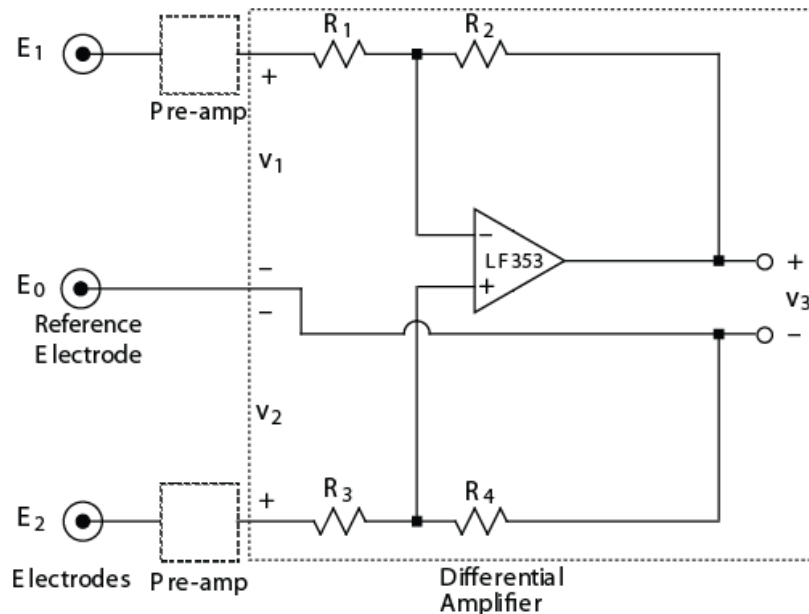 E1
R1
R2
+
Pre-amp
v1
−
LF353
+
+
v3
−
E0
Reference
Electrode
−
−
v2
E2
+
R3
R4
Electrodes
Pre-amp
Differential
Amplifier